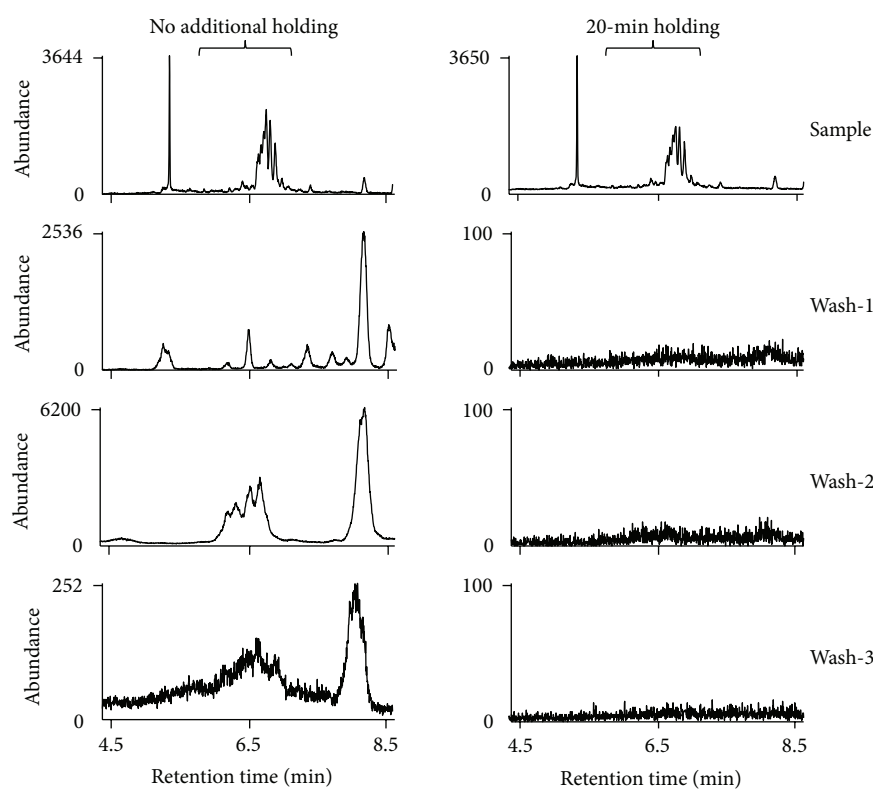 No additional holding
20-min holding
3644
Abundance
0
3650
0
Sample
2536
Abundance
0
100
0
Wash-1
6200
Abundance
0
100
0
Wash-2
252
Abundance
0
4.5 6.5 8.5
Retention time (min)
100
0
4.5 6.5 8.5
Retention time (min)
Wash-3